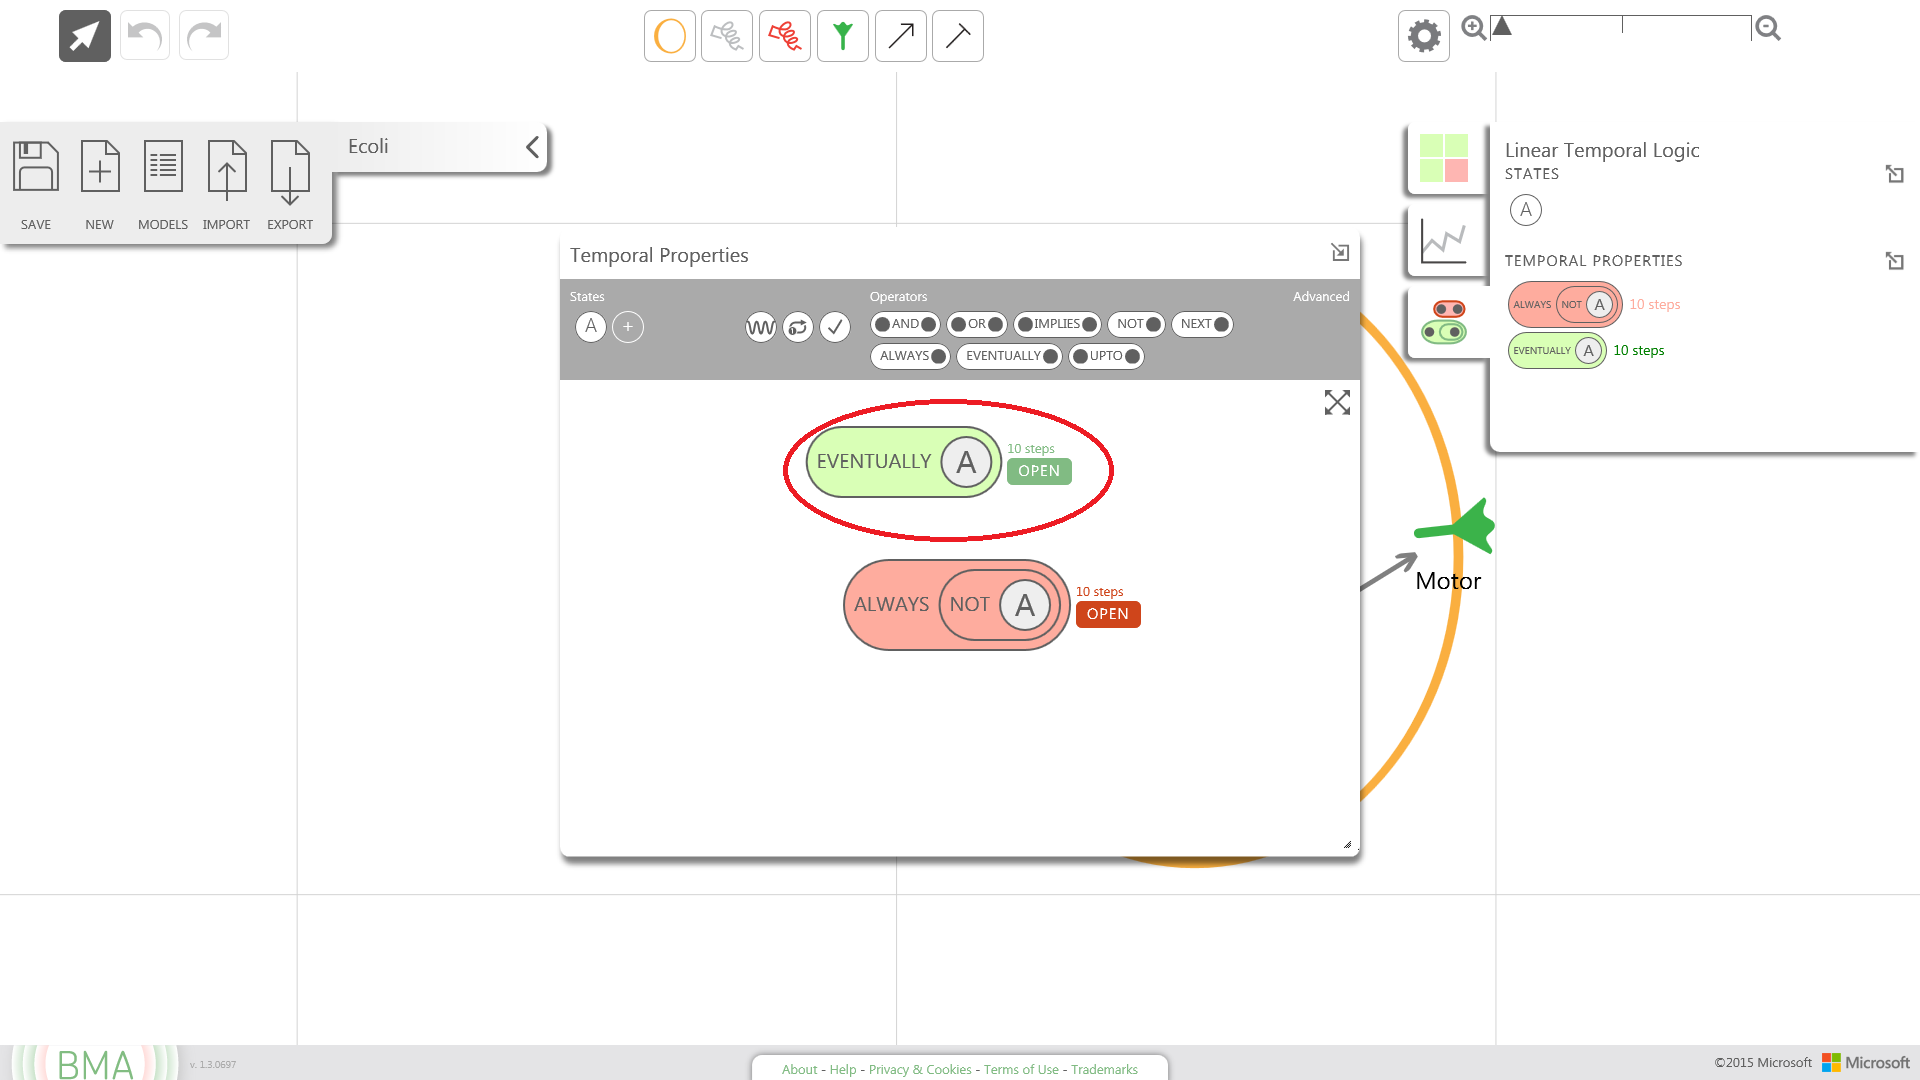 Ecoli
SAVE
NEW
MODELS
IMPORT
EXPORT
Temporal Properties
States
Operators
Advanced
A
+
AND
OR
IMPLIES
NOT
NEXT
ALWAYS
EVENTUALLY
UPTO
EVENTUALLY A
10 steps
OPEN
ALWAYS NOT A
10 steps
OPEN
Linear Temporal Logic
STATES
A
TEMPORAL PROPERTIES
ALWAYS NOT A 10 steps
EVENTUALLY A 10 steps
Motor
BMA
v. 1.3.0697
About - Help - Privacy & Cookies - Terms of Use - Trademarks
©2015 Microsoft
Microsoft